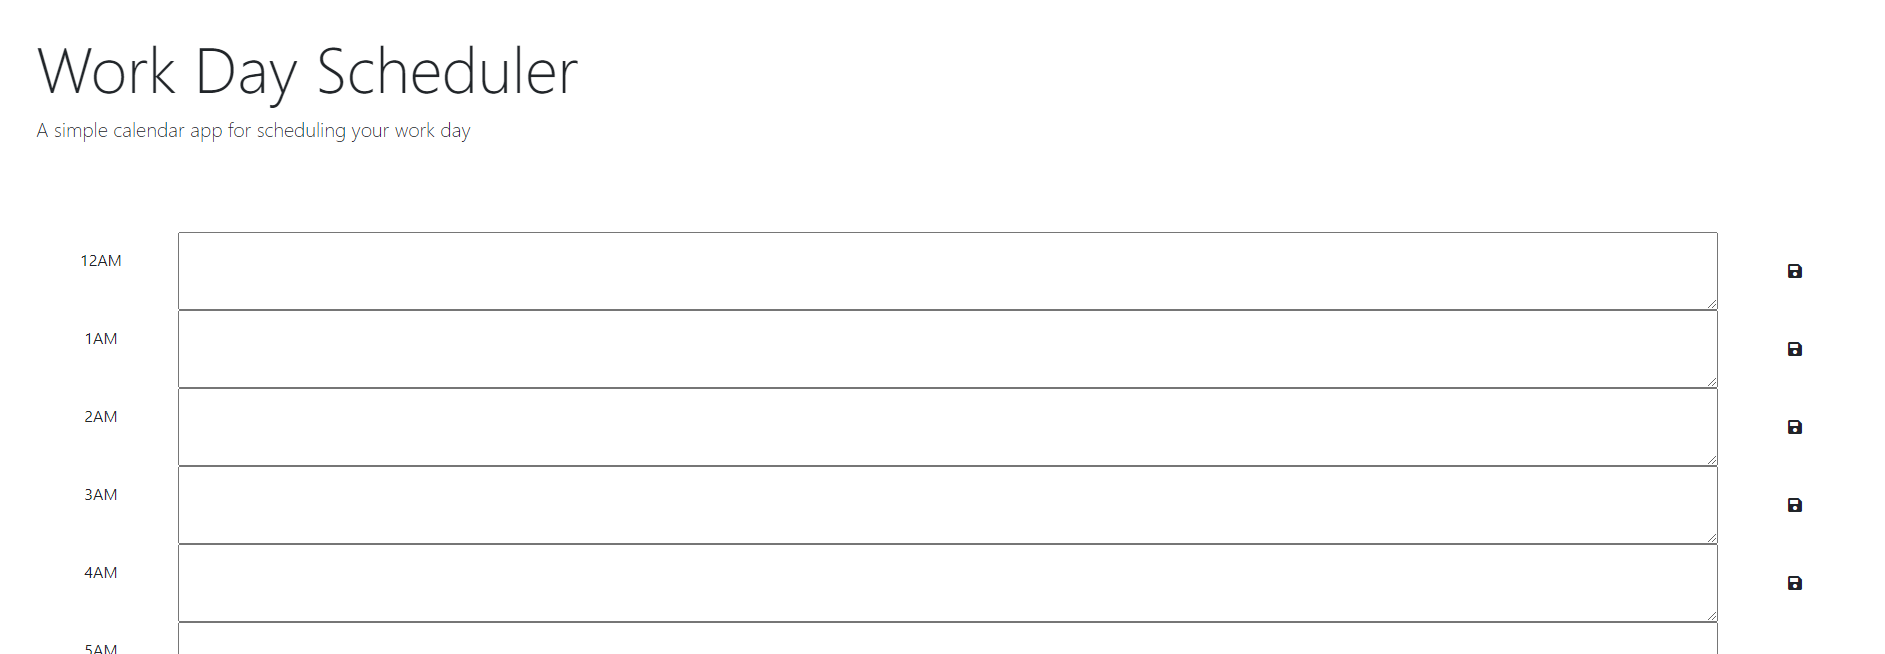 Work Day Scheduler
A simple calendar app for scheduling your work day
12AM
1AM
2AM
3AM
4AM
5AM